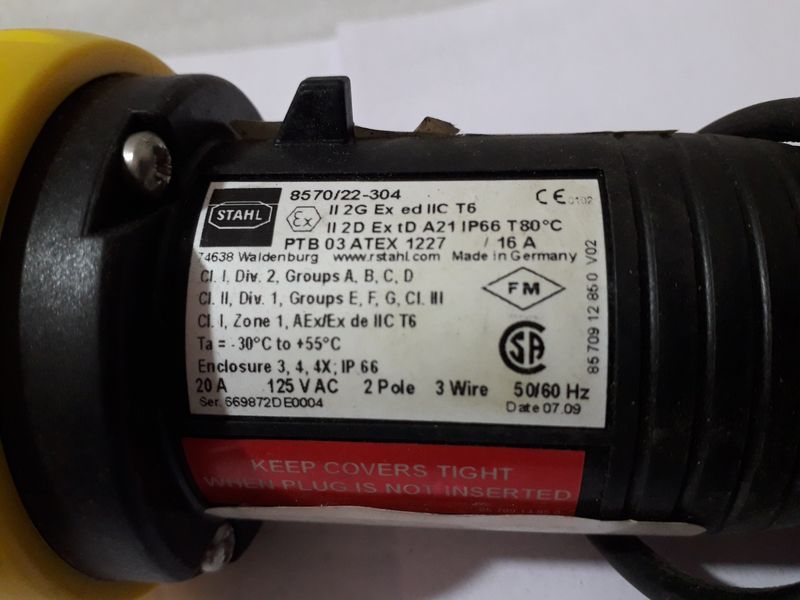 8570/22-304
STAHL
Ex
II 2G Ex ed IIC T6
CE 0102
II 2D Ex tD A21 IP66 T80°C
PTB 03 ATEX 1227 / 16 A
74638 Waldenburg www.rstahl.com Made in Germany
Cl. I, Div. 2, Groups A, B, C, D
Cl. II, Div. 1, Groups E, F, G, Cl. III
FM
Cl. I, Zone 1, AEx/Ex de IIC T6
Ta = -30°C to +55°C
SA
Enclosure 3, 4, 4X; IP 66
20 A 125 V AC 2 Pole 3 Wire 50/60 Hz
Ser. 669872DE0004 Date 07.09
85 709 12 85 0 V02
KEEP COVERS TIGHT
WHEN PLUG IS NOT INSERTED